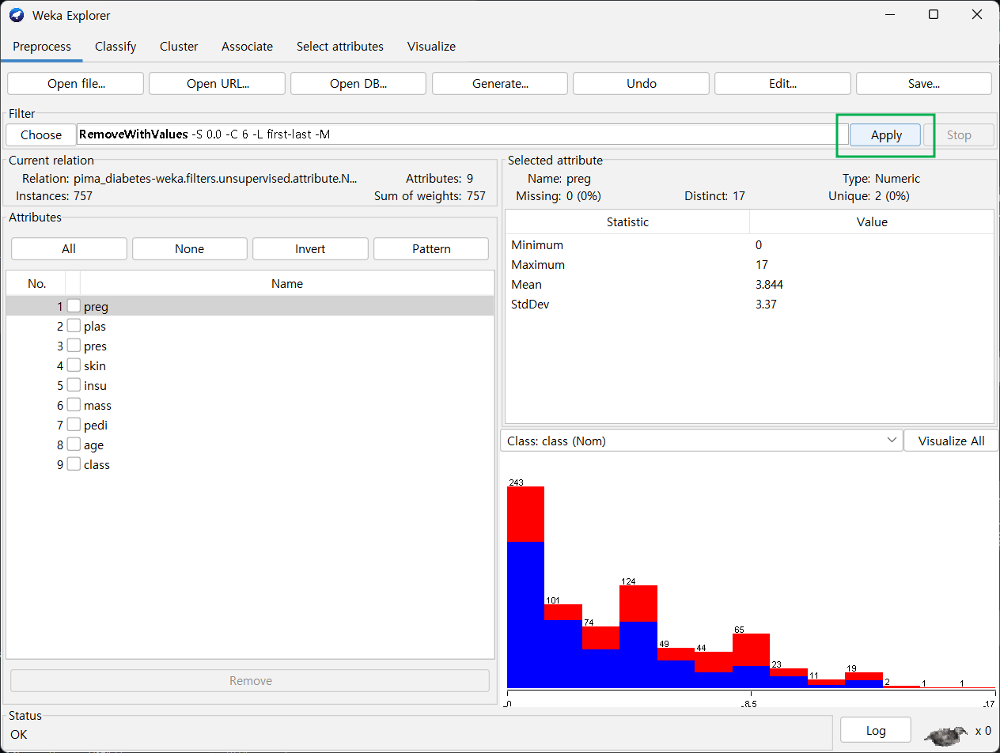 Weka Explorer
Preprocess Classify Cluster Associate Select attributes Visualize
Open file... Open URL... Open DB... Generate... Undo Edit... Save...
Filter
Choose RemoveWithValues -S 0.0 -C 6 -L first-last -M Apply Stop
Current relation
Relation: pima_diabetes-weka.filters.unsupervised.attribute.N... Attributes: 9
Instances: 757 Sum of weights: 757
Selected attribute
Name: preg Type: Numeric
Missing: 0 (0%) Distinct: 17 Unique: 2 (0%)
Attributes
All None Invert Pattern
No. Name
1 preg
2 plas
3 pres
4 skin
5 insu
6 mass
7 pedi
8 age
9 class
Remove
Statistic Value
Minimum 0
Maximum 17
Mean 3.844
StdDev 3.37
Class: class (Nom) Visualize All
243
101
74
124
49
44
65
23
11
19
2
1
1
0 8.5 17
Status
OK
Log x 0